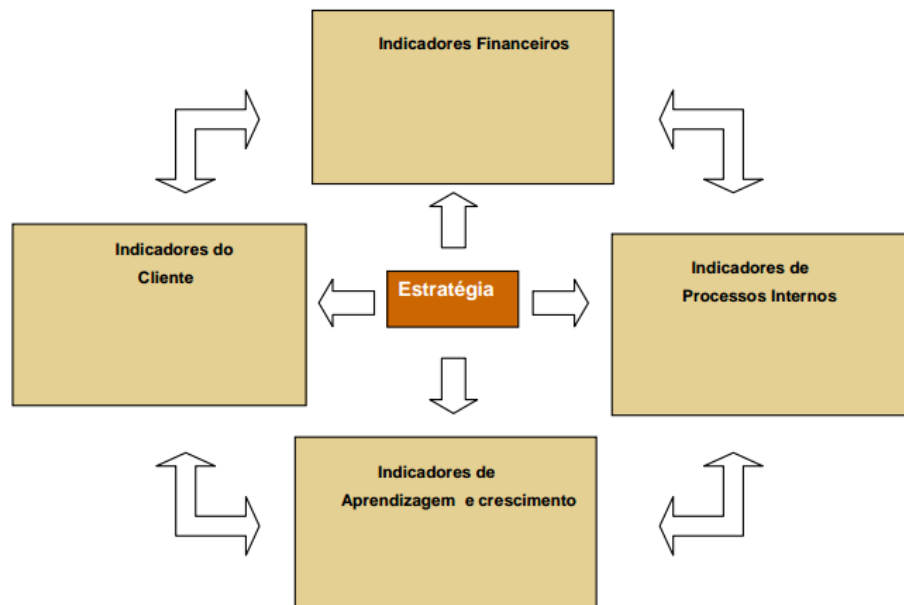 Indicadores Financeiros
Indicadores do
Cliente
Estratégia
Indicadores de
Processos Internos
Indicadores de
Aprendizagem e crescimento